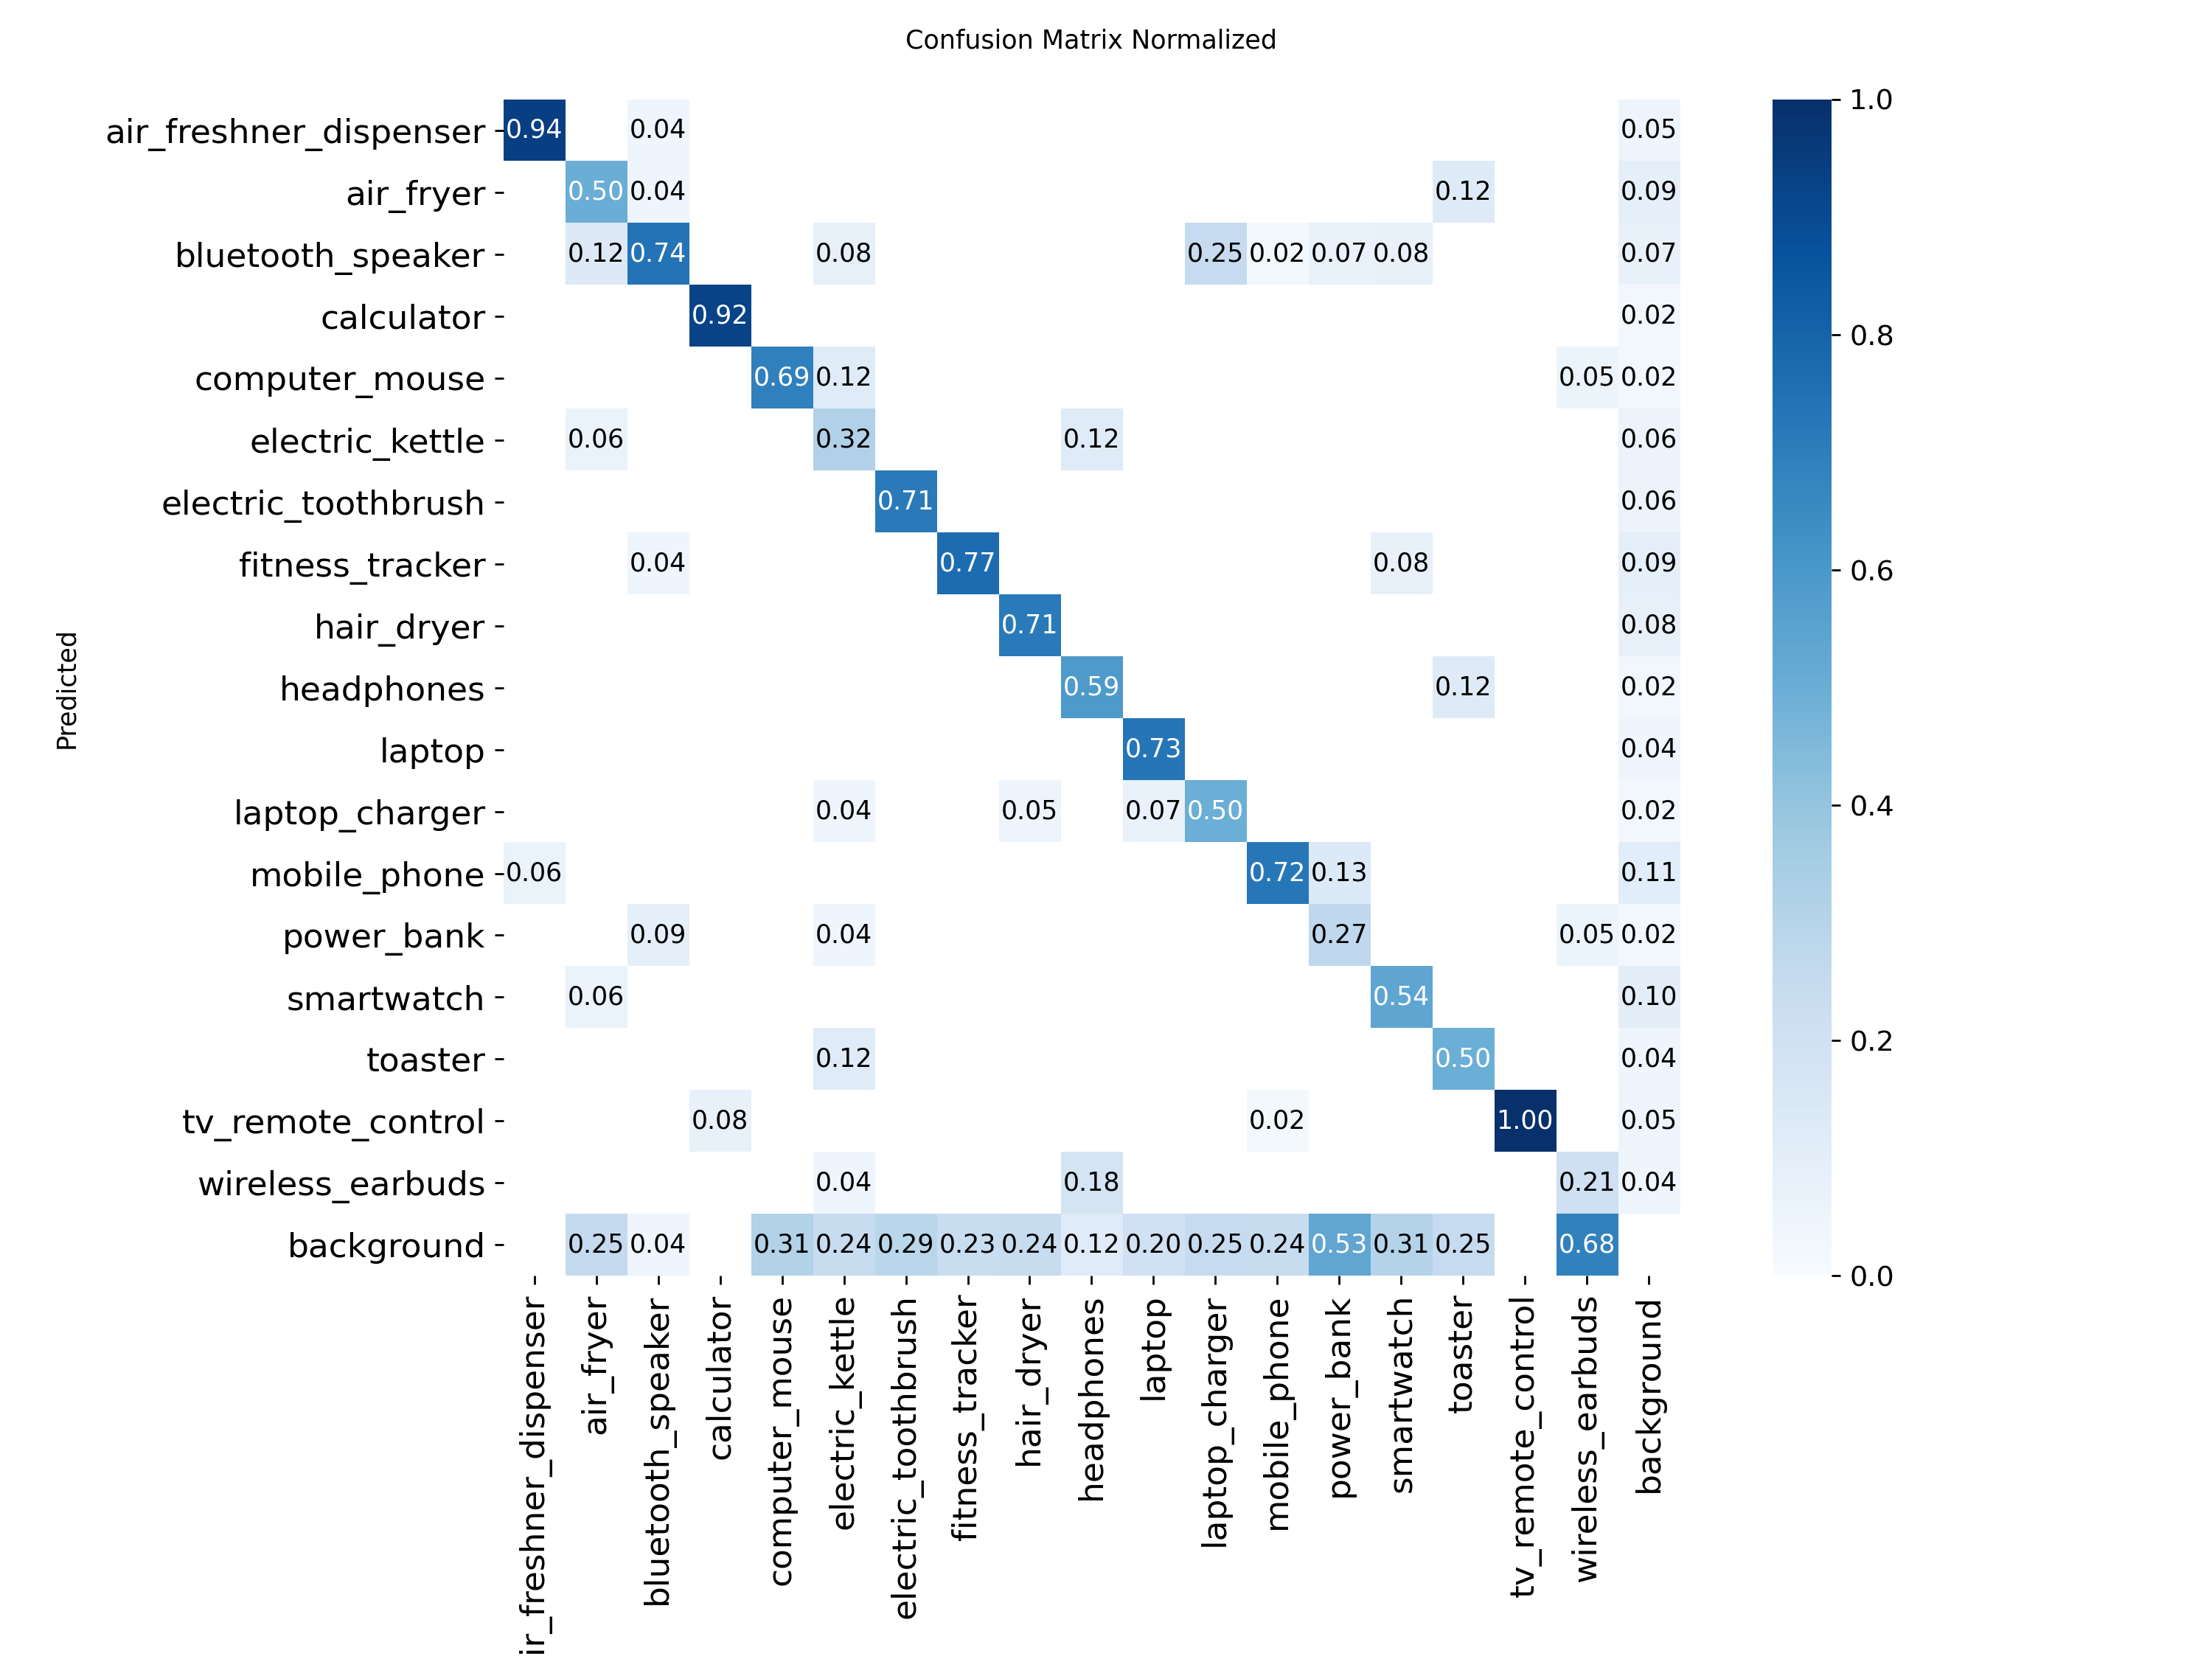 Confusion Matrix Normalized
air_freshner_dispenser 0.94 0.04 0.05
air_fryer 0.50 0.04 0.12 0.09
bluetooth_speaker 0.12 0.74 0.08 0.25 0.02 0.07 0.08 0.07
calculator 0.92 0.02
computer_mouse 0.69 0.12 0.05 0.02
electric_kettle 0.06 0.32 0.12 0.06
electric_toothbrush 0.71 0.06
fitness_tracker 0.04 0.77 0.08 0.09
hair_dryer 0.71 0.08
headphones 0.59 0.12 0.02
laptop 0.73 0.04
laptop_charger 0.04 0.05 0.07 0.50 0.02
mobile_phone 0.06 0.72 0.13 0.11
power_bank 0.09 0.04 0.27 0.05 0.02
smartwatch 0.06 0.54 0.10
toaster 0.12 0.50 0.04
tv_remote_control 0.08 0.02 1.00 0.05
wireless_earbuds 0.04 0.18 0.21 0.04
background 0.25 0.04 0.31 0.24 0.29 0.23 0.24 0.12 0.20 0.25 0.24 0.53 0.31 0.25 0.68
Predicted
ir_freshner_dispenser
air_fryer
bluetooth_speaker
calculator
computer_mouse
electric_kettle
electric_toothbrush
fitness_tracker
hair_dryer
headphones
laptop
laptop_charger
mobile_phone
power_bank
smartwatch
toaster
tv_remote_control
wireless_earbuds
background
1.0
0.8
0.6
0.4
0.2
0.0